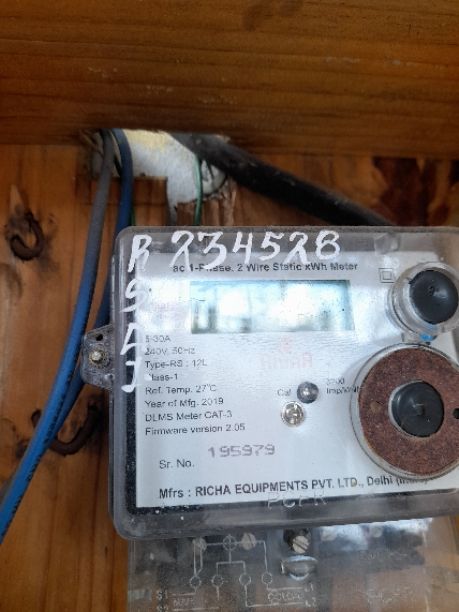 R 234528
S
D
J
ac 1-Phase, 2 Wire Static kWh Meter
5-30A
240V, 50Hz
Type-RS : 12L
Class-1
Ref. Temp. 27°C
Year of Mfg. 2019
DLMS Meter CAT-3
Firmware version 2.05
Cal
3200
imp/kWh
Sr. No. 195979
Mfrs : RICHA EQUIPMENTS PVT. LTD., Delhi
S1